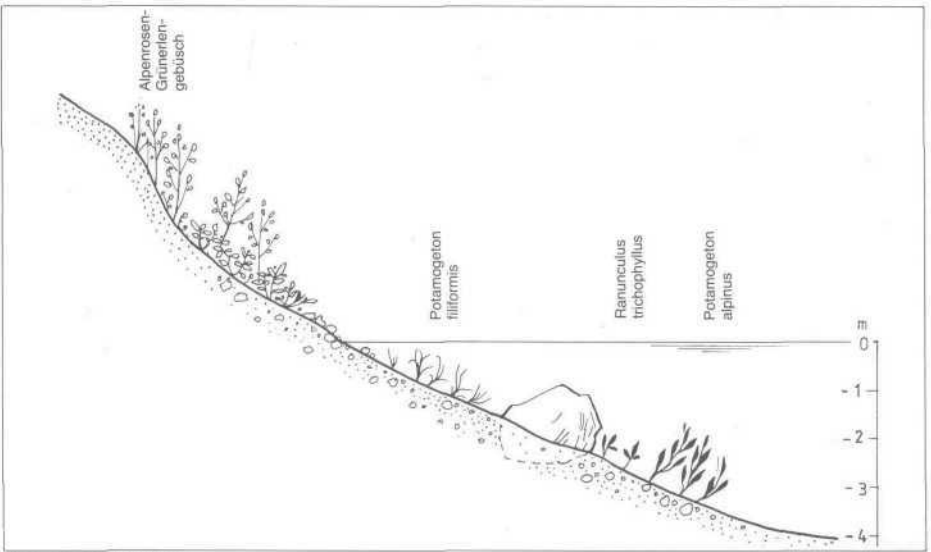 Alpenrosen-
Grünerlen-
gebüsch
Potamogeton
filiformis
Ranunculus
trichophyllus
Potamogeton
alpinus
m
0
-1
-2
-3
-4